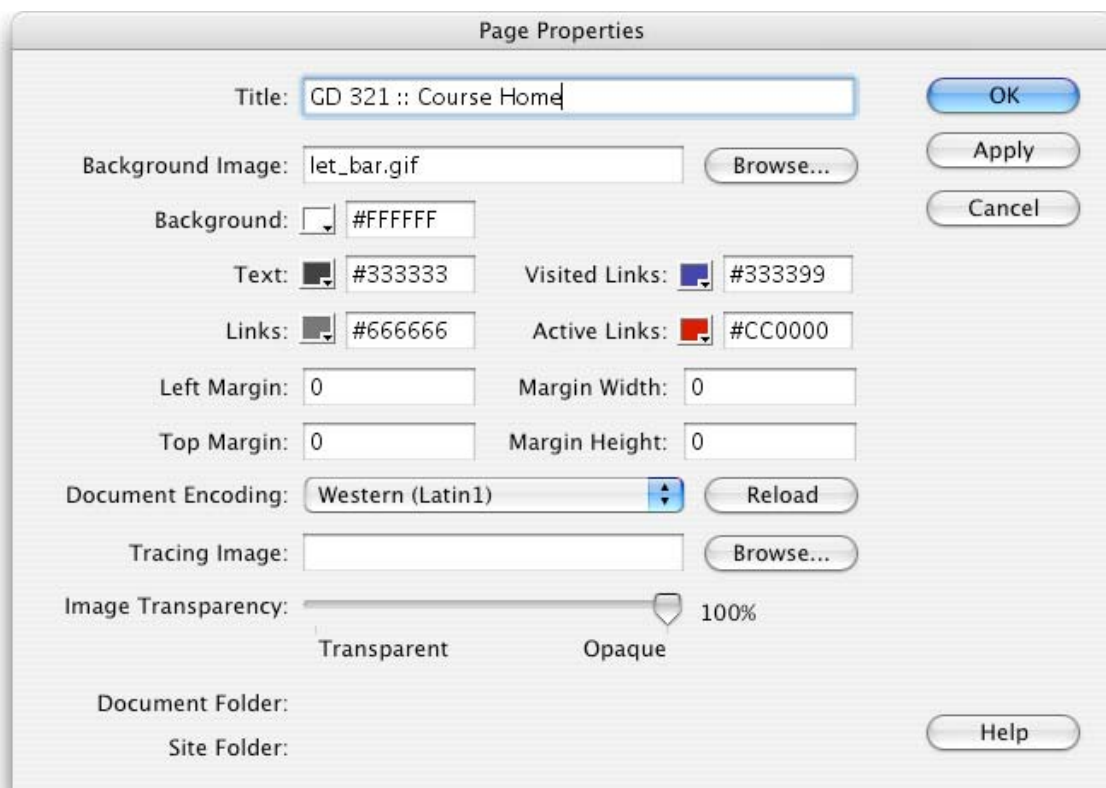 Page Properties
Title: GD 321 :: Course Home OK
Background Image: let_bar.gif Browse... Apply
Background: #FFFFFF Cancel
Text: #333333 Visited Links: #333399
Links: #666666 Active Links: #CC0000
Left Margin: 0 Margin Width: 0
Top Margin: 0 Margin Height: 0
Document Encoding: Western (Latin1) Reload
Tracing Image: Browse...
Image Transparency: 100%
Transparent Opaque
Document Folder:
Site Folder: Help